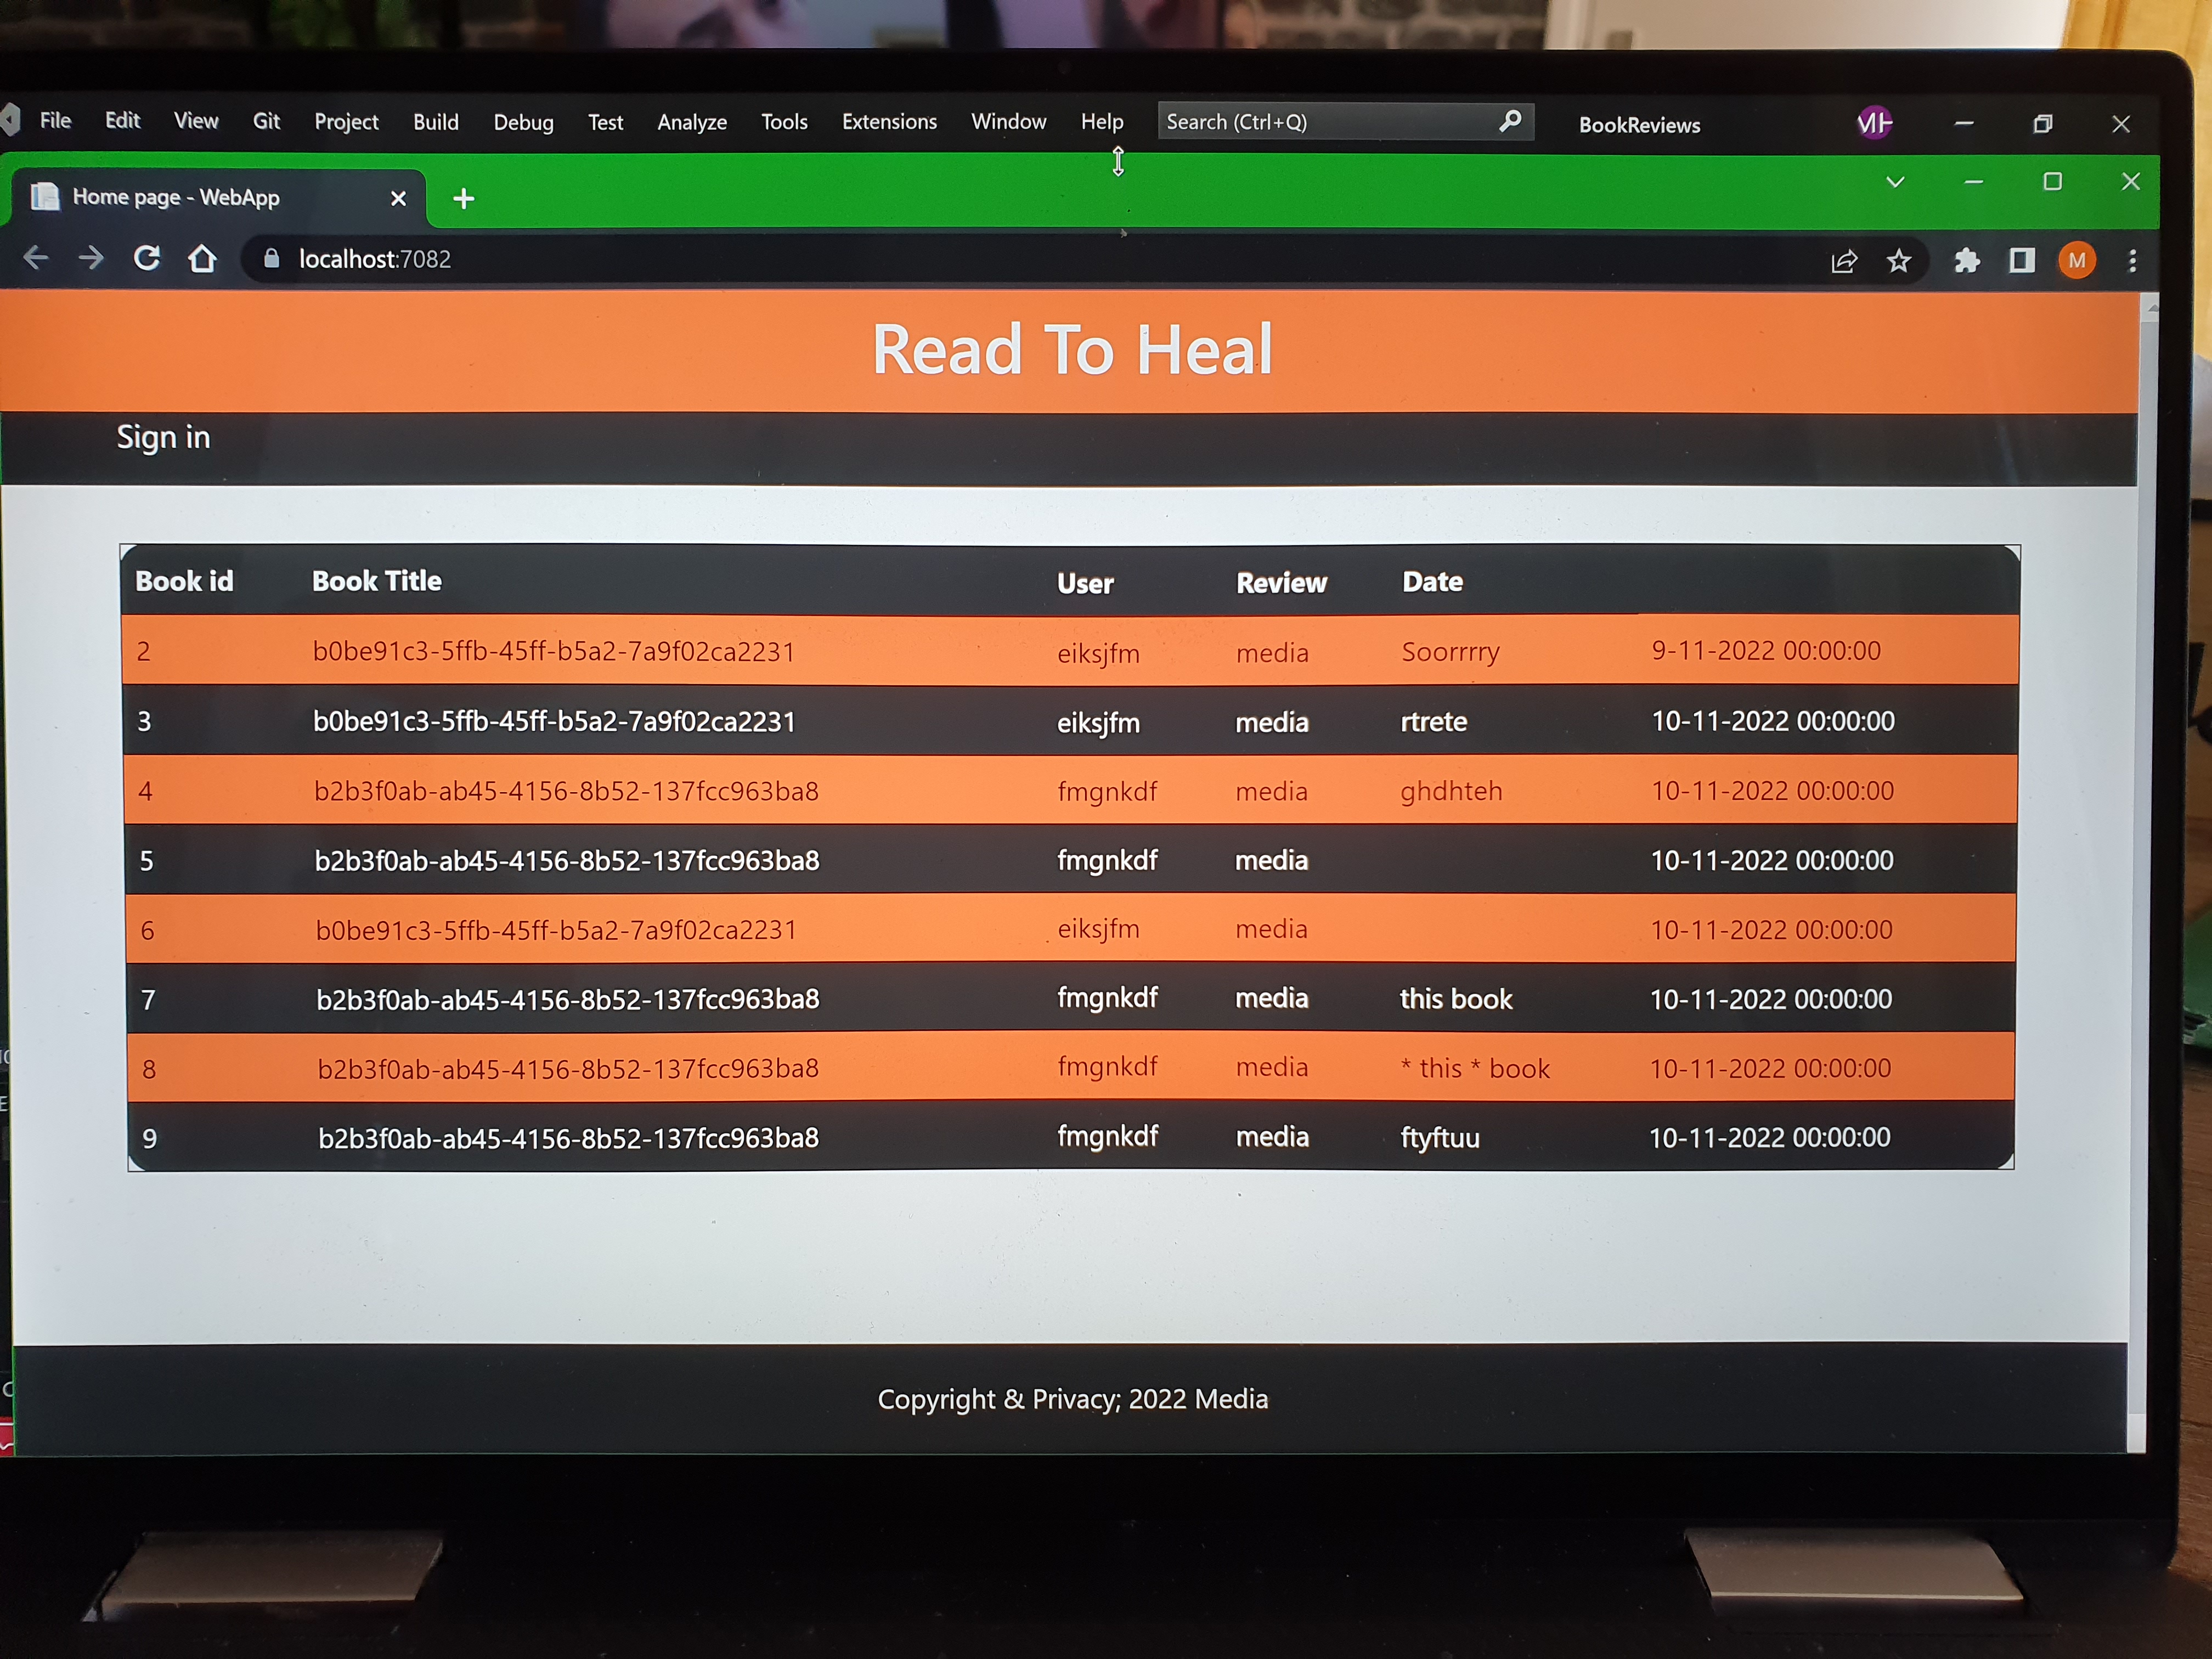 File Edit View Git Project Build Debug Test Analyze Tools Extensions Window Help Search (Ctrl+Q) BookReviews
Home page - WebApp
localhost:7082 M
Read To Heal
Sign in
Book id Book Title User Review Date
2 b0be91c3-5ffb-45ff-b5a2-7a9f02ca2231 eiksjfm media Soorrrry 9-11-2022 00:00:00
3 b0be91c3-5ffb-45ff-b5a2-7a9f02ca2231 eiksjfm media rtrete 10-11-2022 00:00:00
4 b2b3f0ab-ab45-4156-8b52-137fcc963ba8 fmgnkdf media ghdhteh 10-11-2022 00:00:00
5 b2b3f0ab-ab45-4156-8b52-137fcc963ba8 fmgnkdf media 10-11-2022 00:00:00
6 b0be91c3-5ffb-45ff-b5a2-7a9f02ca2231 eiksjfm media 10-11-2022 00:00:00
7 b2b3f0ab-ab45-4156-8b52-137fcc963ba8 fmgnkdf media this book 10-11-2022 00:00:00
8 b2b3f0ab-ab45-4156-8b52-137fcc963ba8 fmgnkdf media * this * book 10-11-2022 00:00:00
9 b2b3f0ab-ab45-4156-8b52-137fcc963ba8 fmgnkdf media ftyftuu 10-11-2022 00:00:00
Copyright & Privacy; 2022 Media